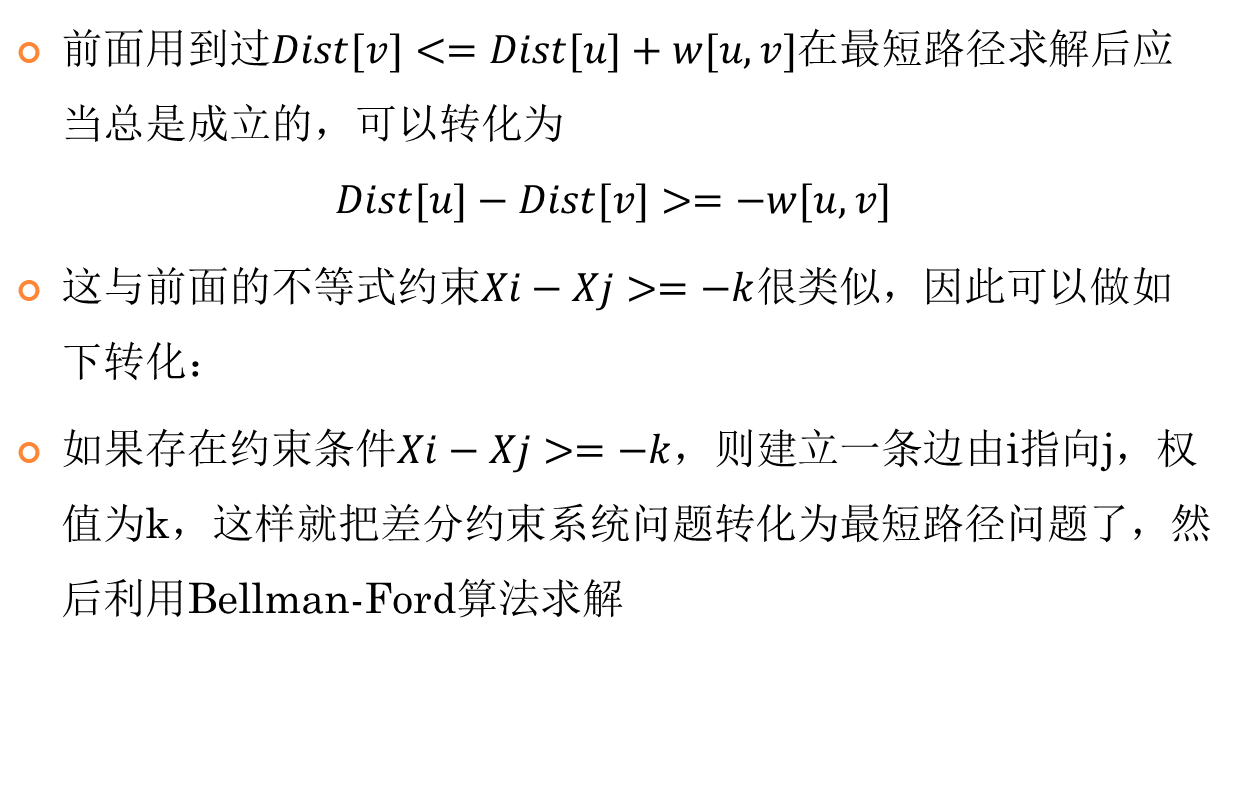 前面用到过Dist[v] <= Dist[u] + w[u, v]在最短路径求解后应
当总是成立的，可以转化为
Dist[u] − Dist[v] >= −w[u, v]
这与前面的不等式约束Xi − Xj >= −k很类似，因此可以做如
下转化：
如果存在约束条件Xi − Xj >= −k，则建立一条边由i指向j，权
值为k，这样就把差分约束系统问题转化为最短路径问题了，然
后利用Bellman-Ford算法求解